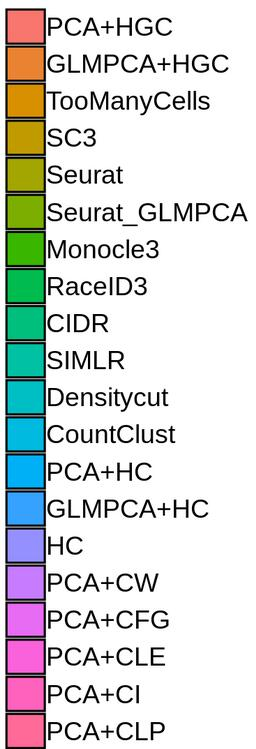 PCA+HGC
GLMPCA+HGC
TooManyCells
SC3
Seurat
Seurat_GLMPCA
Monocle3
RaceID3
CIDR
SIMLR
Densitycut
CountClust
PCA+HC
GLMPCA+HC
HC
PCA+CW
PCA+CFG
PCA+CLE
PCA+CI
PCA+CLP